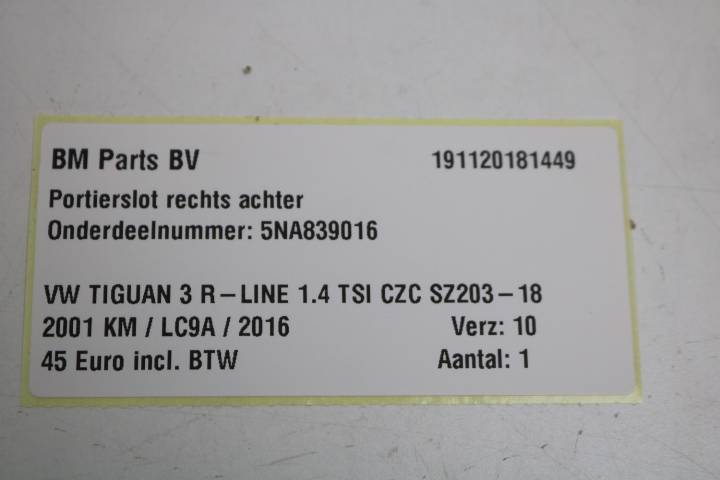 BM Parts BV 191120181449
Portierslot rechts achter
Onderdeelnummer: 5NA839016
VW TIGUAN 3 R-LINE 1.4 TSI CZC SZ203-18
2001 KM / LC9A / 2016 Verz: 10
45 Euro incl. BTW Aantal: 1